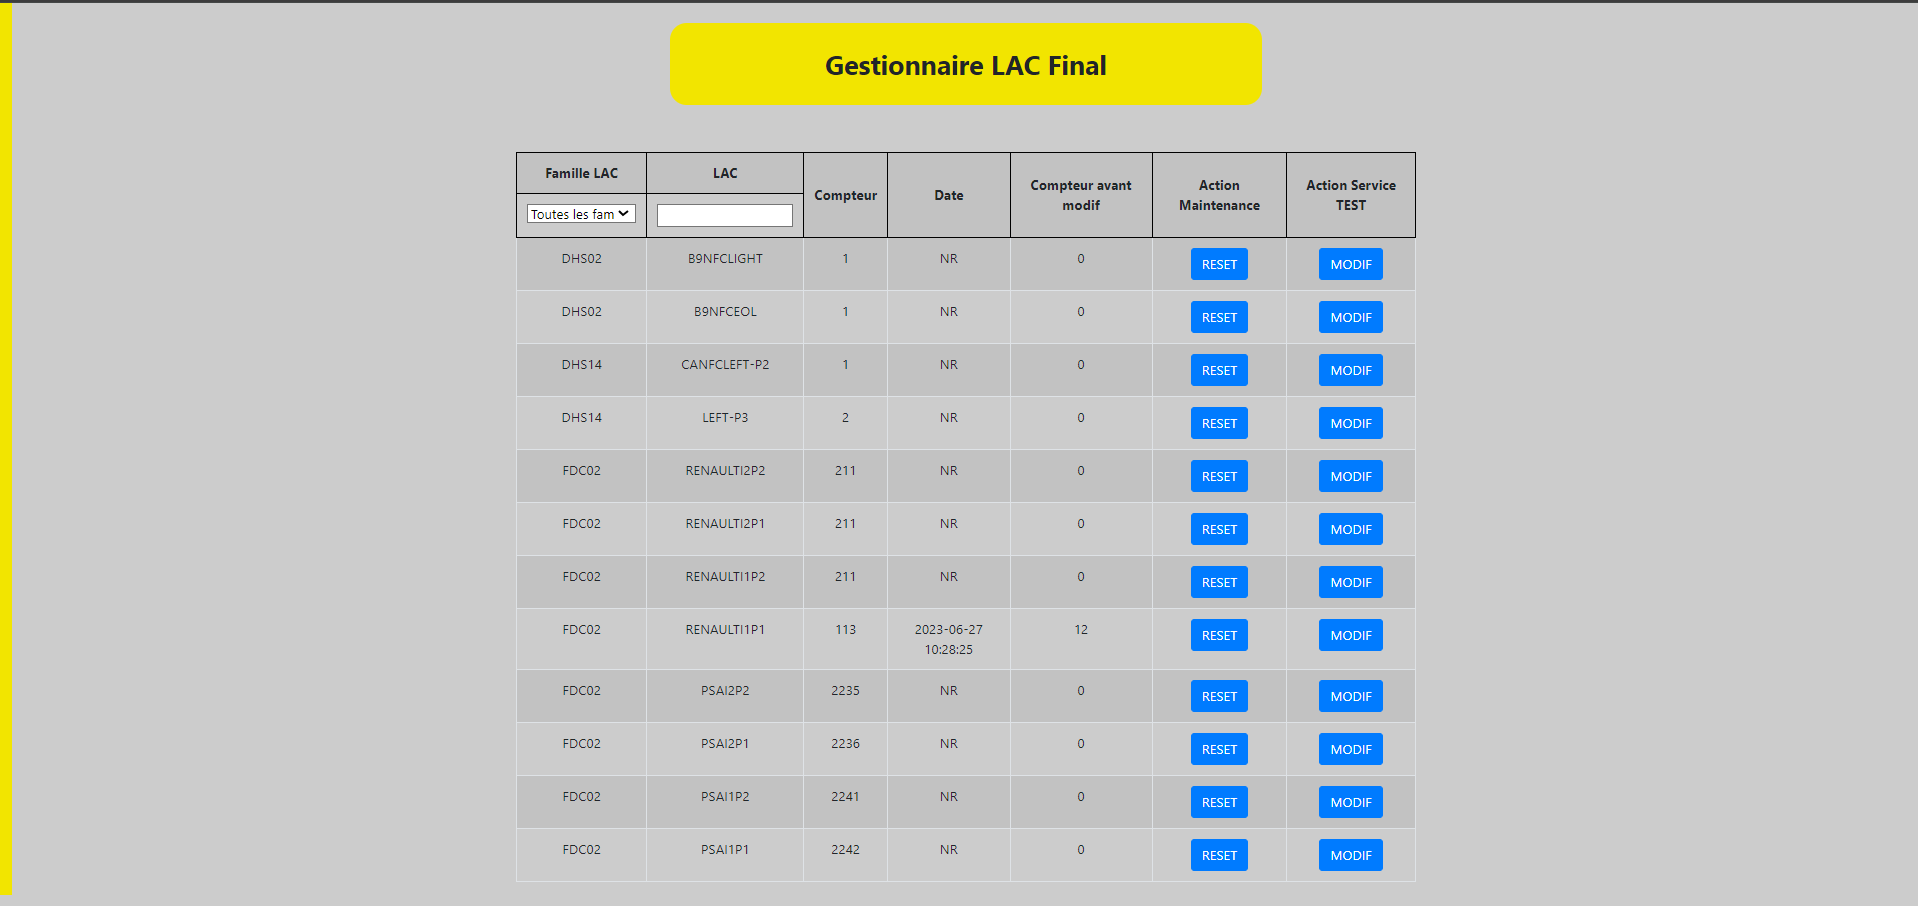 Gestionnaire LAC Final
Famille LAC LAC Compteur Date Compteur avant modif Action Maintenance Action Service TEST
Toutes les fam
DHS02 B9NFCLIGHT 1 NR 0 RESET MODIF
DHS02 B9NFCEOL 1 NR 0 RESET MODIF
DHS14 CANFCLEFT-P2 1 NR 0 RESET MODIF
DHS14 LEFT-P3 2 NR 0 RESET MODIF
FDC02 RENAULTI2P2 211 NR 0 RESET MODIF
FDC02 RENAULTI2P1 211 NR 0 RESET MODIF
FDC02 RENAULTI1P2 211 NR 0 RESET MODIF
FDC02 RENAULTI1P1 113 2023-06-27 10:28:25 12 RESET MODIF
FDC02 PSAI2P2 2235 NR 0 RESET MODIF
FDC02 PSAI2P1 2236 NR 0 RESET MODIF
FDC02 PSAI1P2 2241 NR 0 RESET MODIF
FDC02 PSAI1P1 2242 NR 0 RESET MODIF